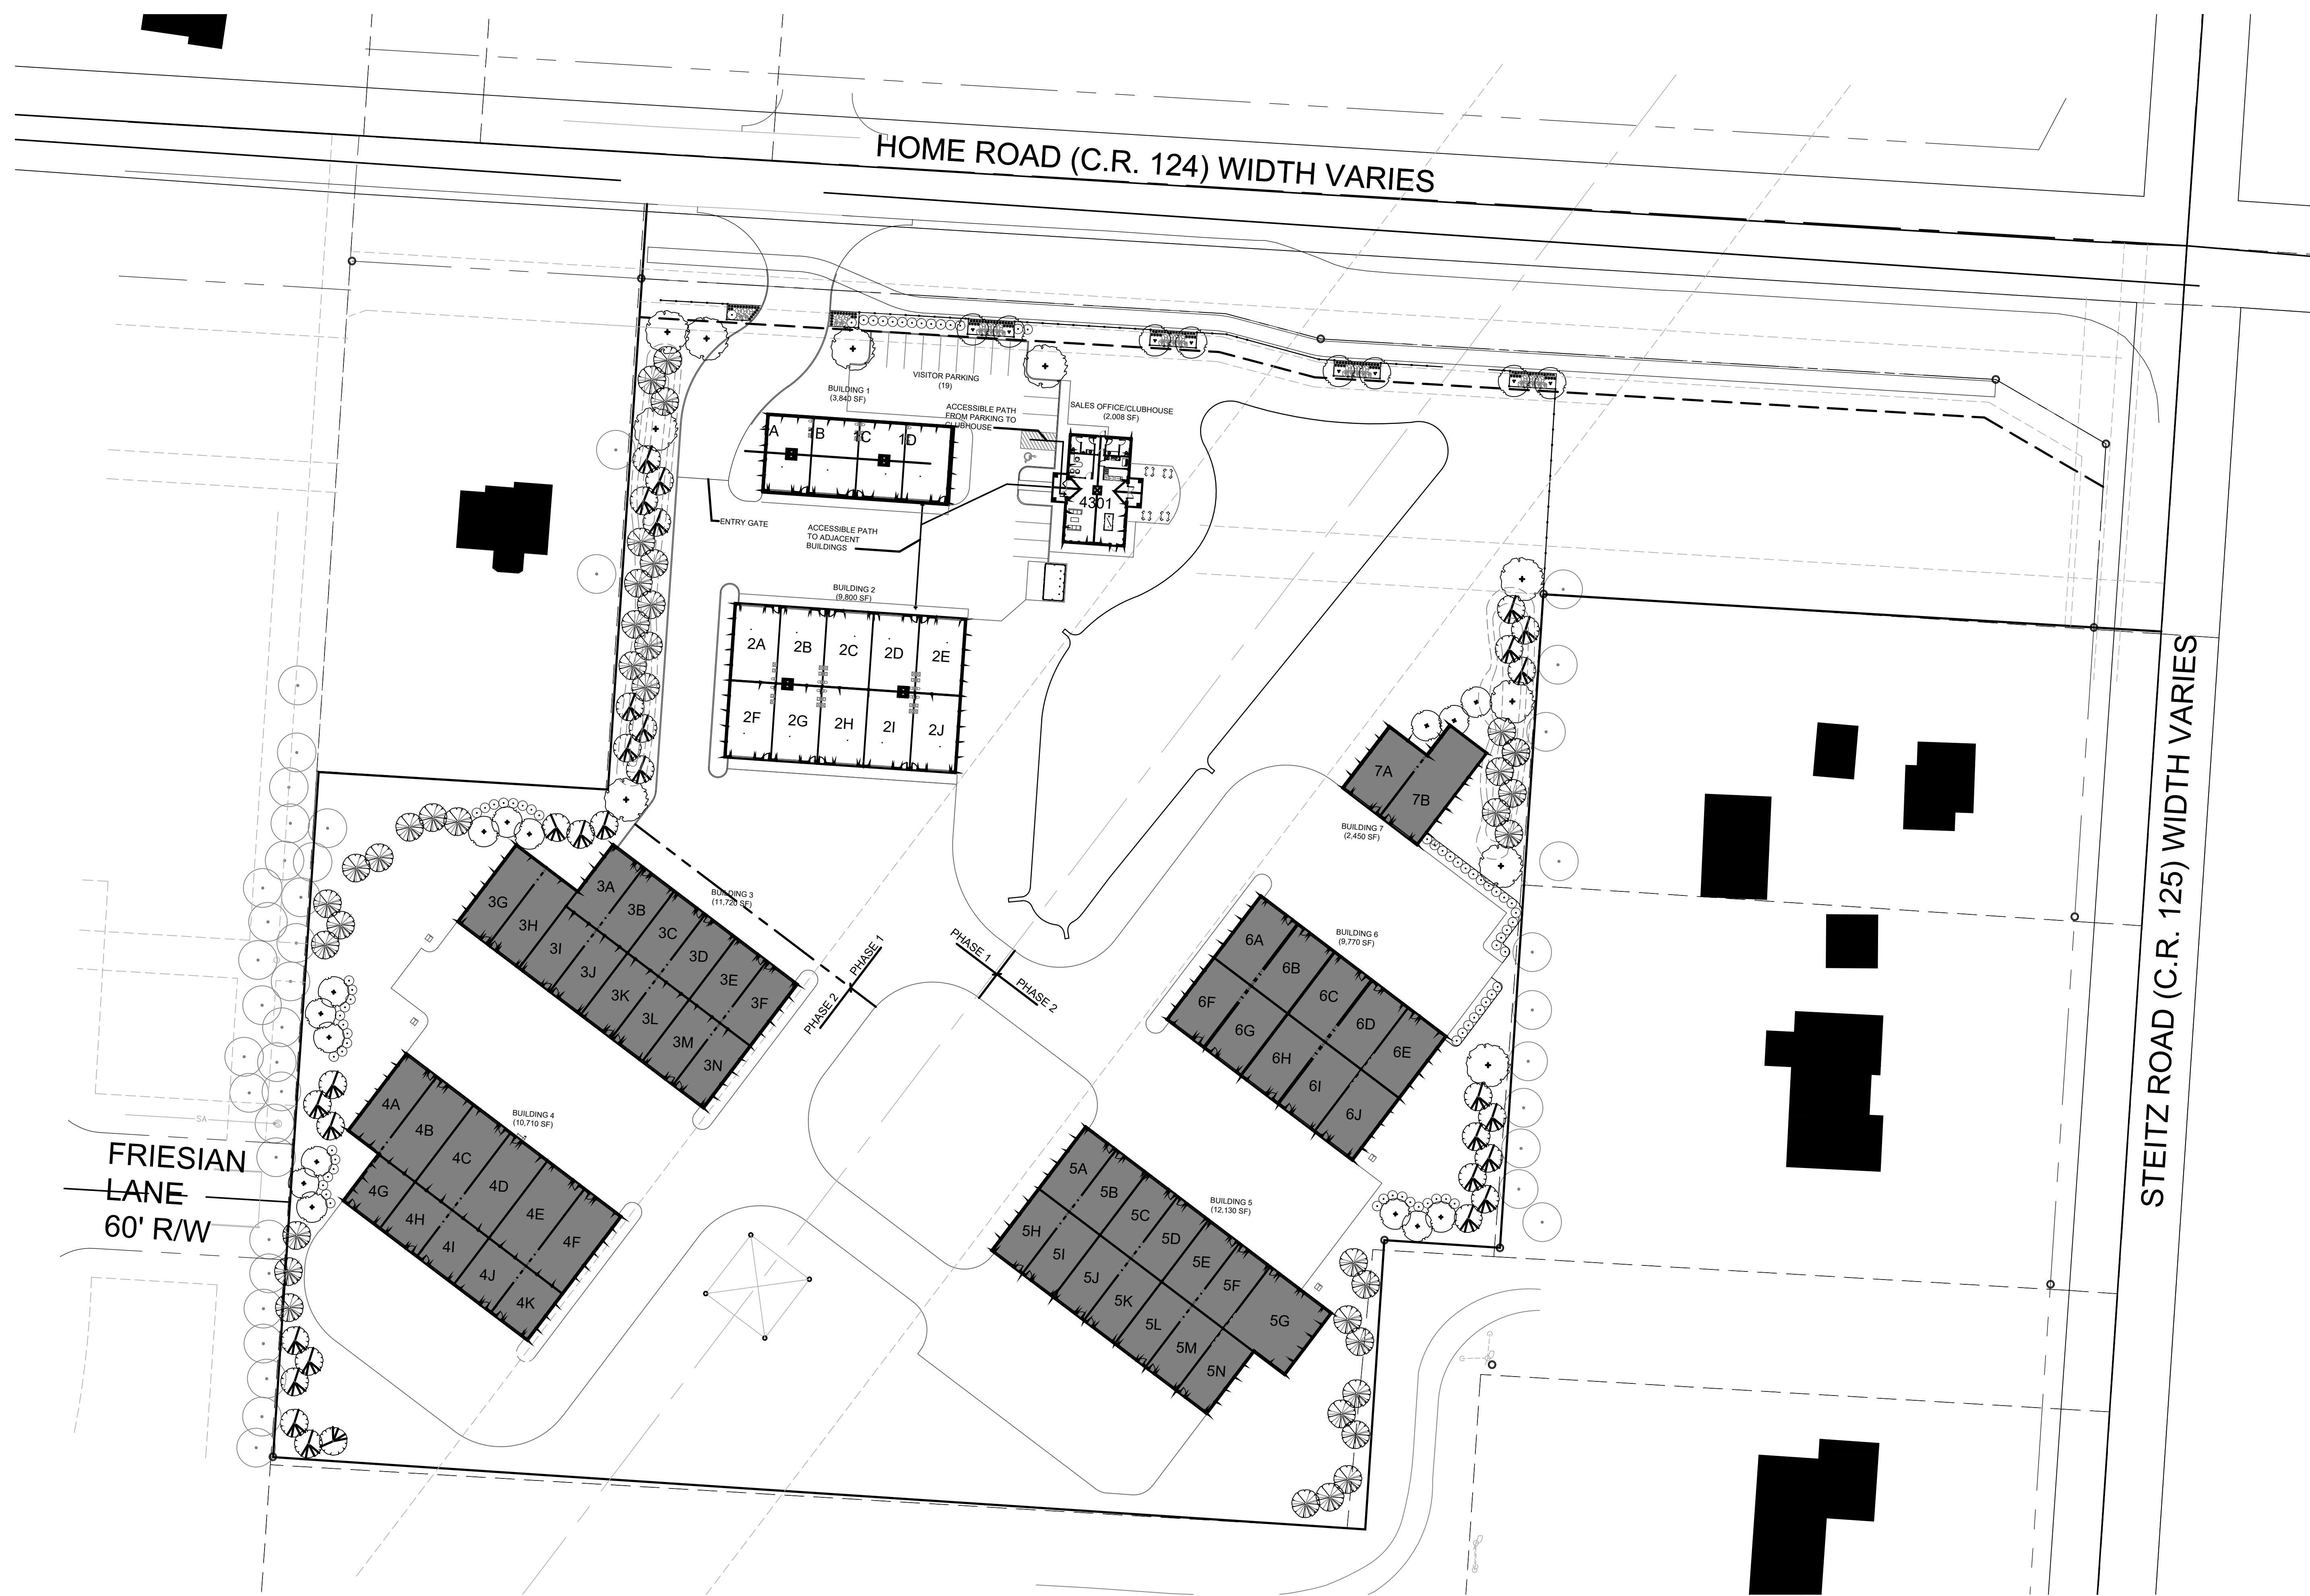 HOME ROAD (C.R. 124) WIDTH VARIES
VISITOR PARKING
(19)
BUILDING 1
(3,840 SF)
ACCESSIBLE PATH
FROM PARKING TO
CLUBHOUSE
SALES OFFICE/CLUBHOUSE
(2,008 SF)
1A
1B
1C
1D
4301
ENTRY GATE
ACCESSIBLE PATH
TO ADJACENT
BUILDINGS
BUILDING 2
(9,800 SF)
2A
2B
2C
2D
2E
2F
2G
2H
2I
2J
STEITZ ROAD (C.R. 125) WIDTH VARIES
7A
7B
BUILDING 7
(2,450 SF)
BUILDING 3
(11,720 SF)
3A
3B
3C
3D
3E
3F
3G
3H
3I
3J
3K
3L
3M
3N
PHASE 1
PHASE 2
PHASE 1
PHASE 2
BUILDING 6
(9,770 SF)
6A
6B
6C
6D
6E
6F
6G
6H
6I
6J
BUILDING 4
(10,710 SF)
4A
4B
4C
4D
4E
4F
4G
4H
4I
4J
4K
SA
FRIESIAN
LANE
60' R/W
BUILDING 5
(12,130 SF)
5A
5B
5C
5D
5E
5F
5G
5H
5I
5J
5K
5L
5M
5N